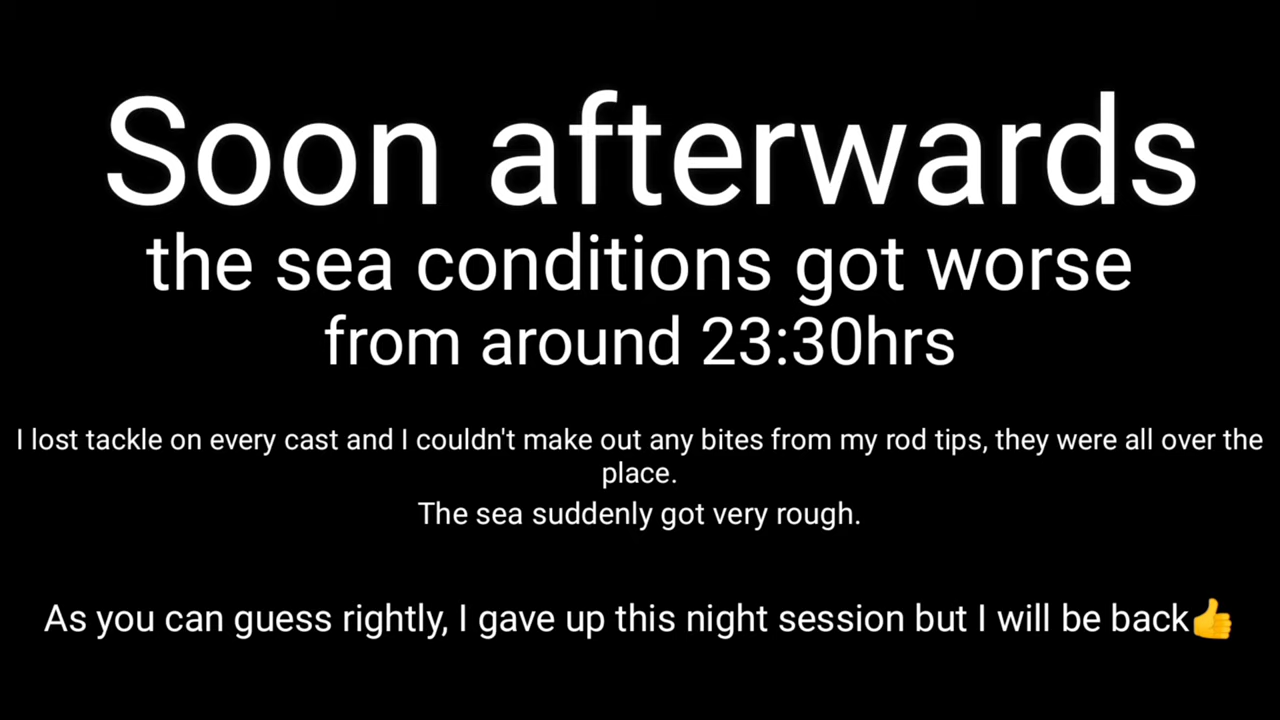 Soon afterwards
the sea conditions got worse
from around 23:30hrs
I lost tackle on every cast and I couldn't make out any bites from my rod tips, they were all over the
place.
The sea suddenly got very rough.
As you can guess rightly, I gave up this night session but I will be back👍